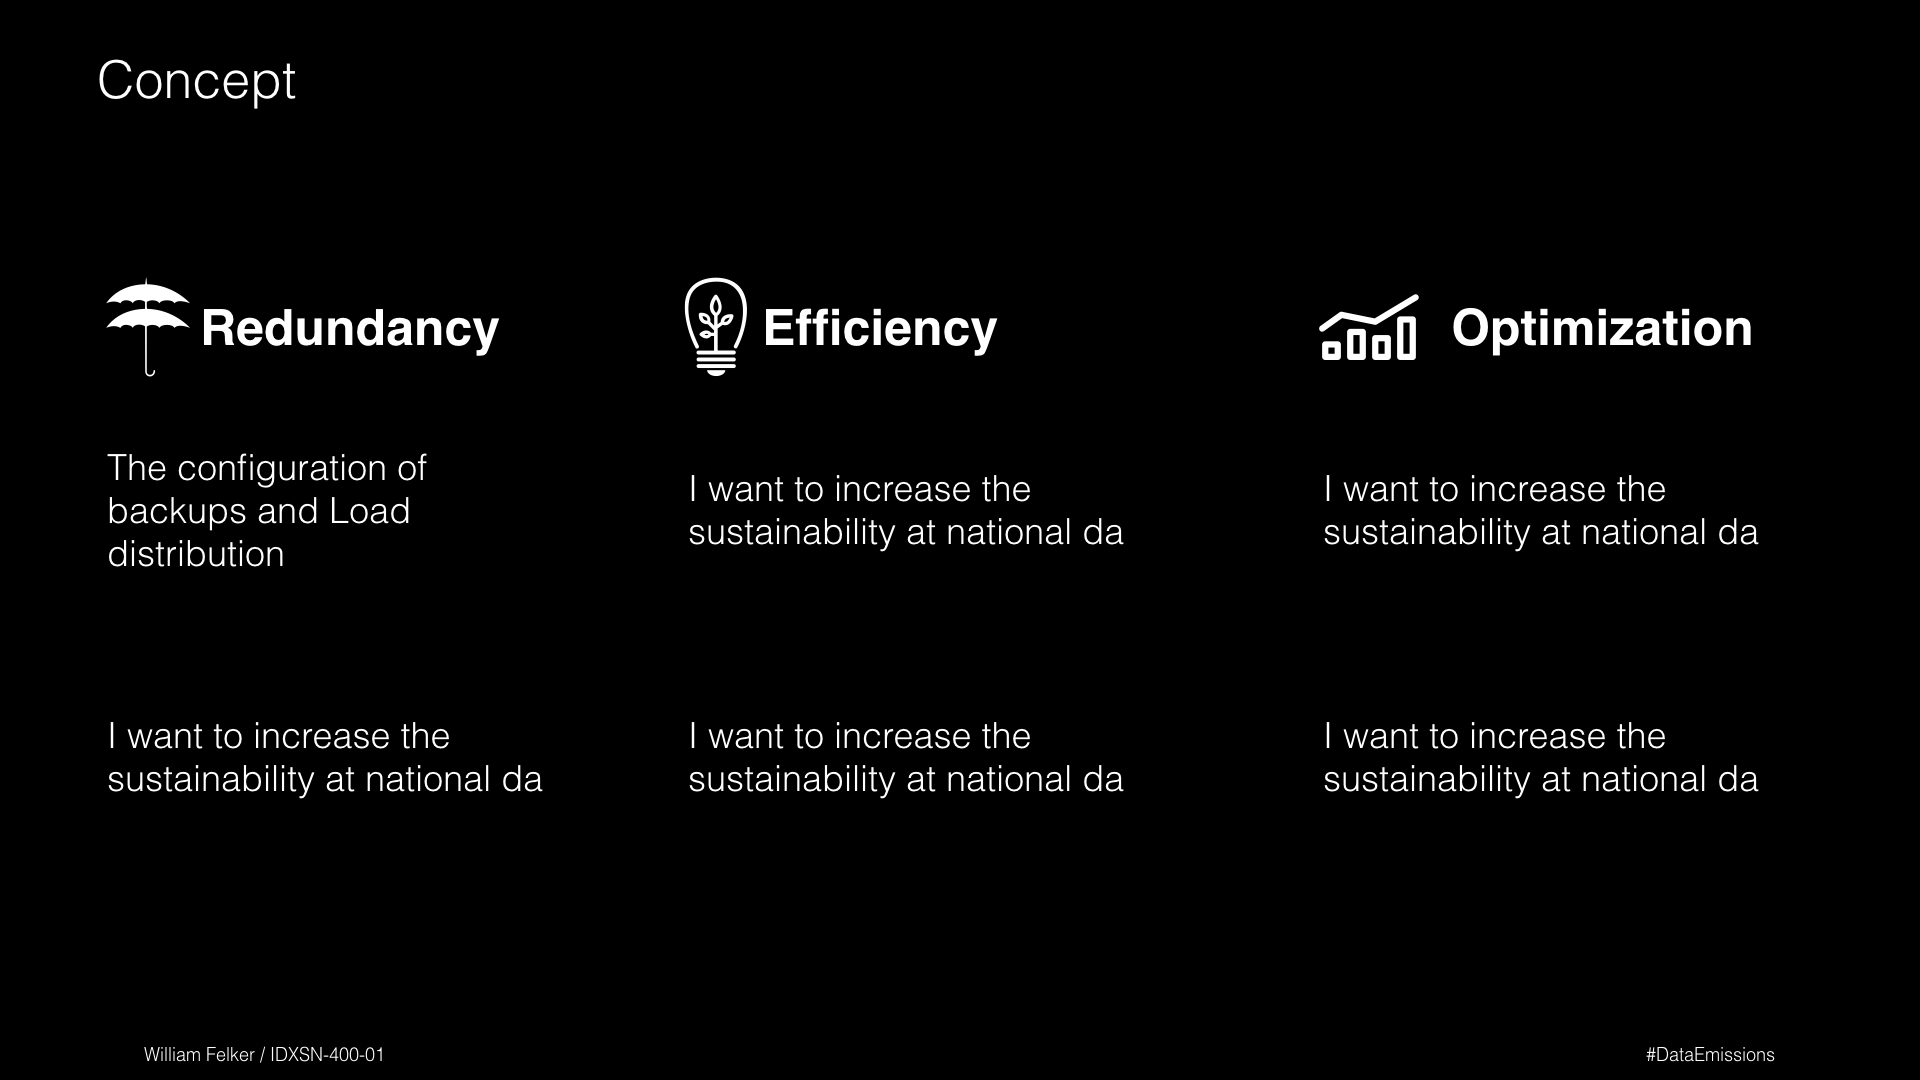 Concept
Redundancy
The configuration of
backups and Load
distribution
I want to increase the
sustainability at national da
Efficiency
I want to increase the
sustainability at national da
I want to increase the
sustainability at national da
Optimization
I want to increase the
sustainability at national da
I want to increase the
sustainability at national da
William Felker / IDXSN-400-01
#DataEmissions